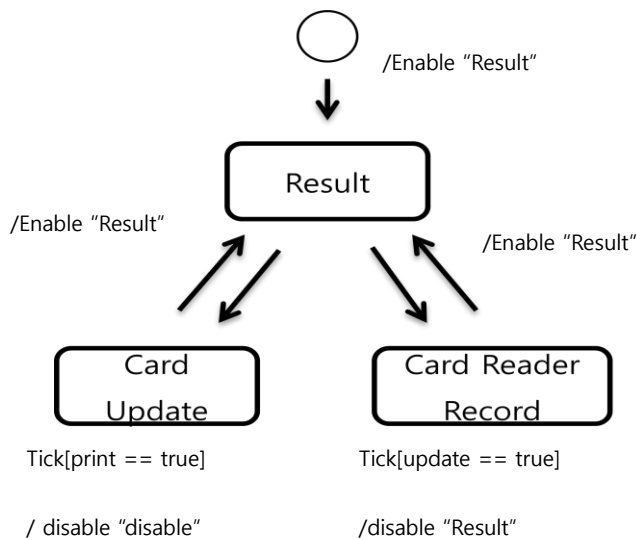 /Enable “Result”
Result
/Enable “Result”
/Enable “Result”
Card
Update
Card Reader
Record
Tick[print == true]
/ disable “disable”
Tick[update == true]
/disable “Result”